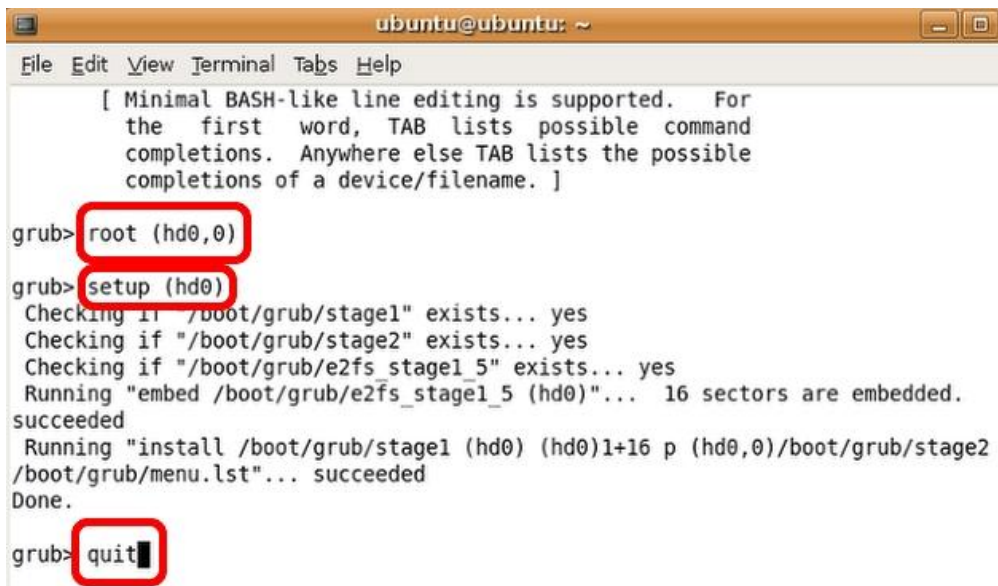 ubuntu@ubuntu: ~
File Edit View Terminal Tabs Help
[ Minimal BASH-like line editing is supported. For
the first word, TAB lists possible command
completions. Anywhere else TAB lists the possible
completions of a device/filename. ]
grub> root (hd0,0)
grub> setup (hd0)
Checking if "/boot/grub/stage1" exists... yes
Checking if "/boot/grub/stage2" exists... yes
Checking if "/boot/grub/e2fs_stage1_5" exists... yes
Running "embed /boot/grub/e2fs_stage1_5 (hd0)"... 16 sectors are embedded.
succeeded
Running "install /boot/grub/stage1 (hd0) (hd0)1+16 p (hd0,0)/boot/grub/stage2
/boot/grub/menu.lst"... succeeded
Done.
grub> quit